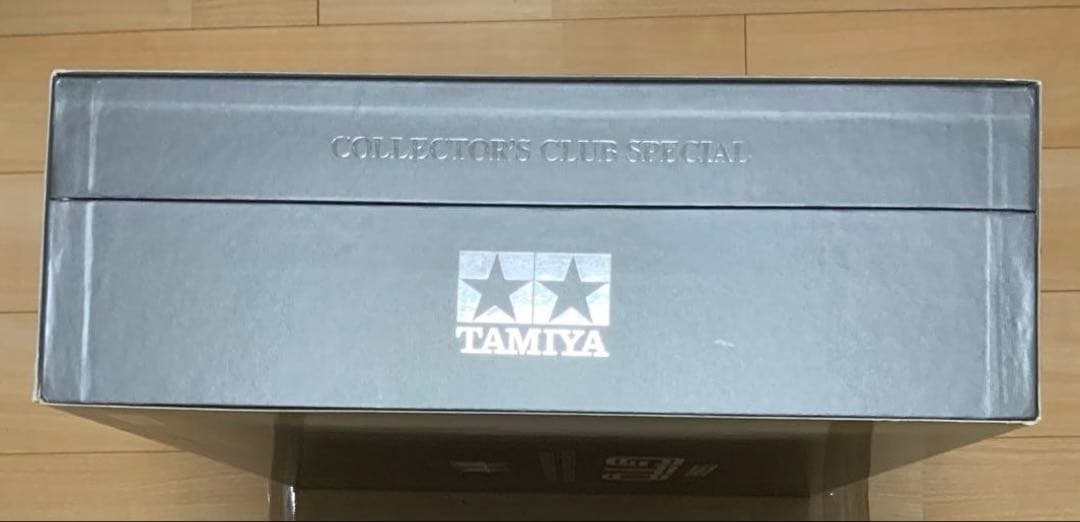 COLLECTOR'S CLUB SPECIAL
TAMIYA